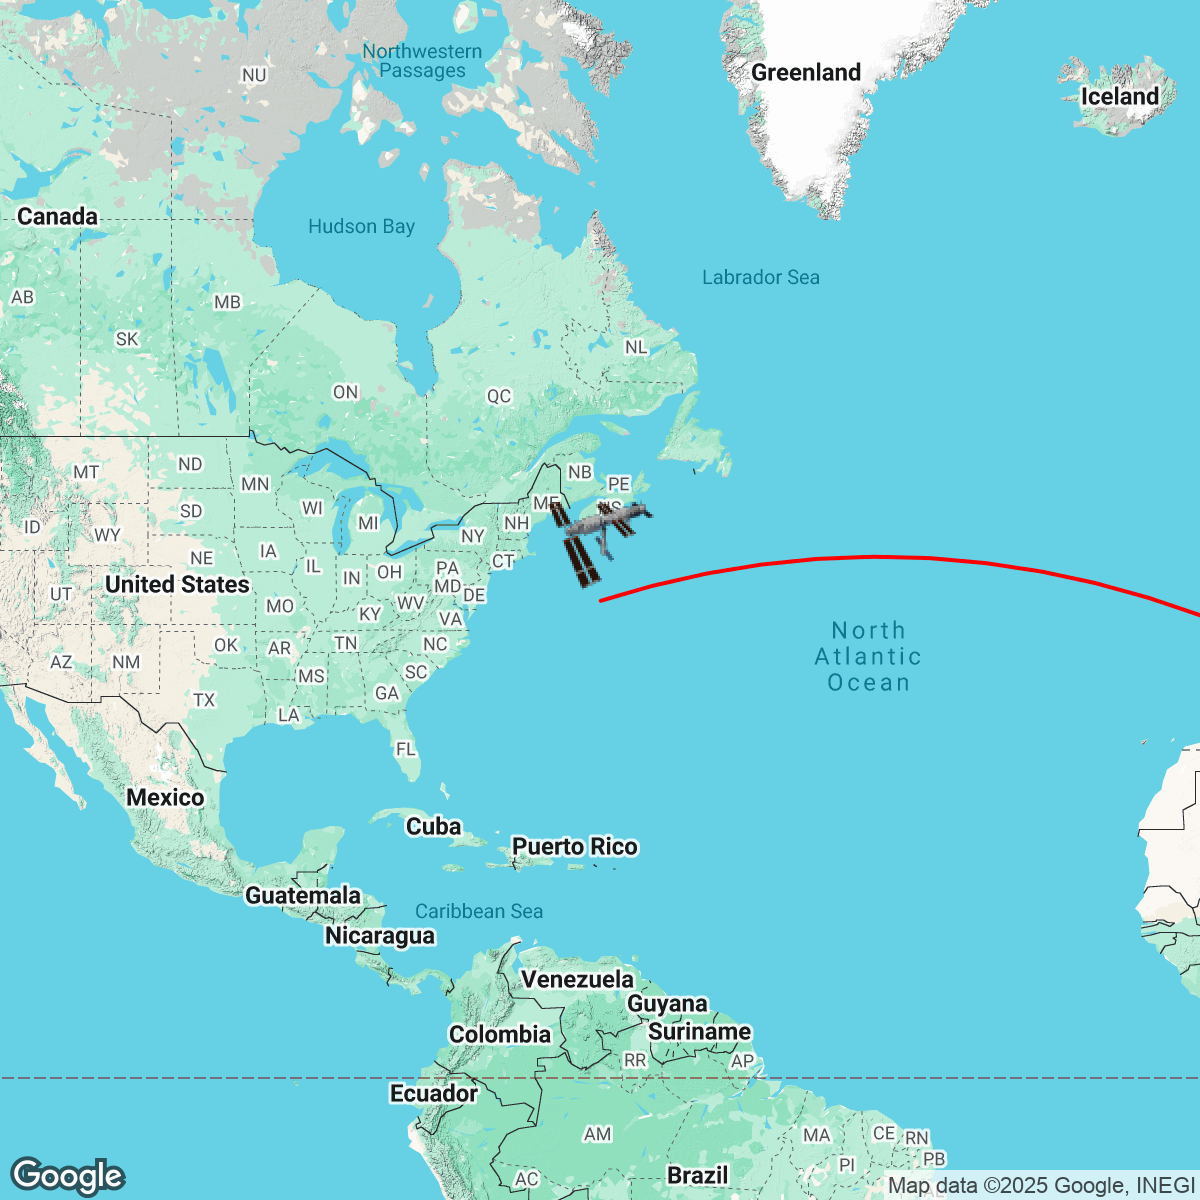 Northwestern
Passages
NU
Greenland
Iceland
Canada
Hudson Bay
Labrador Sea
AB
MB
SK
NL
ON
QC
MT
ND
MN
NB
PE
ME
NS
WI
MI
SD
NY
NH
ID
WY
IA
IL
NE
IN
OH
PA
CT
MD
DE
United States
UT
MO
KY
WV
VA
AZ
NM
OK
AR
TN
NC
MS
SC
GA
TX
LA
FL
North
Atlantic
Ocean
Mexico
Cuba
Puerto Rico
Guatemala
Caribbean Sea
Nicaragua
Venezuela
Guyana
Suriname
Colombia
RR
AP
Ecuador
AM
MA
CE
RN
PB
PI
AC
Brazil
Google
Map data ©2025 Google, INEGI